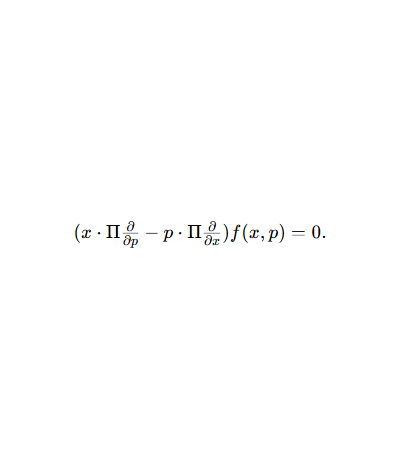 (x · Π ∂/∂p − p · Π ∂/∂x) f(x, p) = 0.